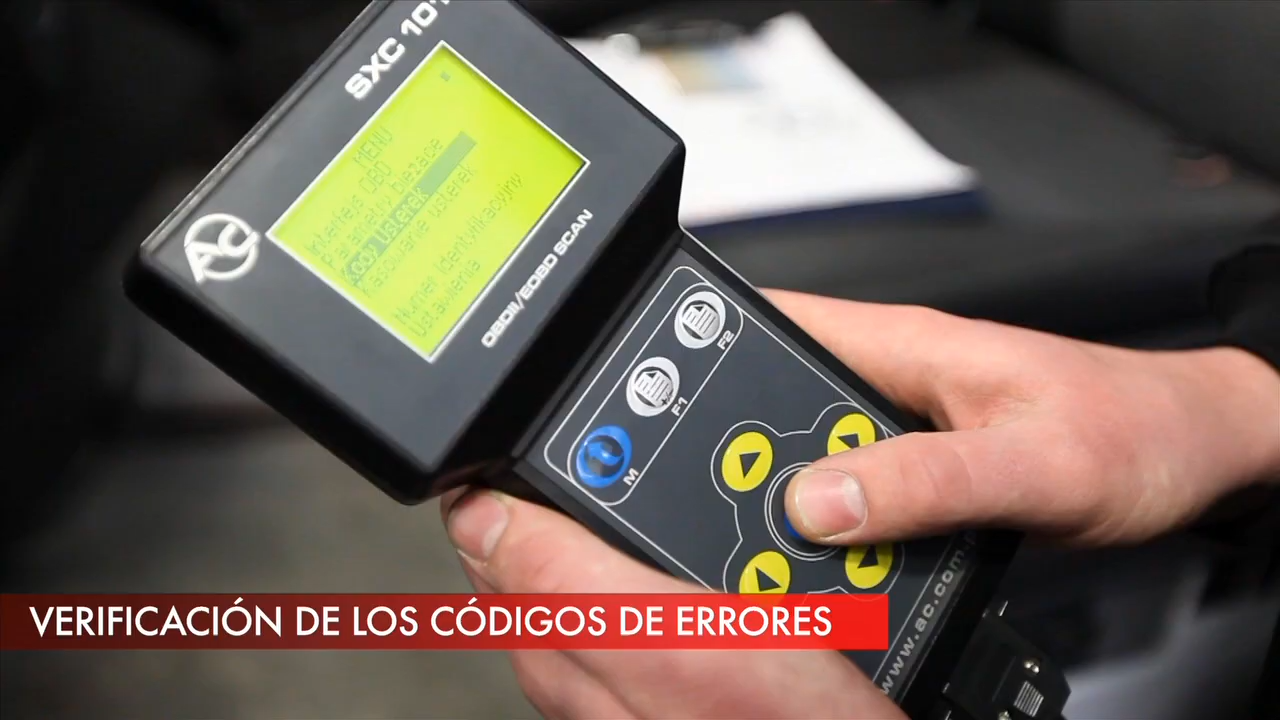 SXC 101
MENU
Interfejs OBD
Parametry bieżące
Kody usterek
Kasowanie usterek
Numer identyfikacyjny
Ustawienia
AC
OBDII/EOBD SCAN
F2
F1
M
www.ac.com.p
VERIFICACIÓN DE LOS CÓDIGOS DE ERRORES